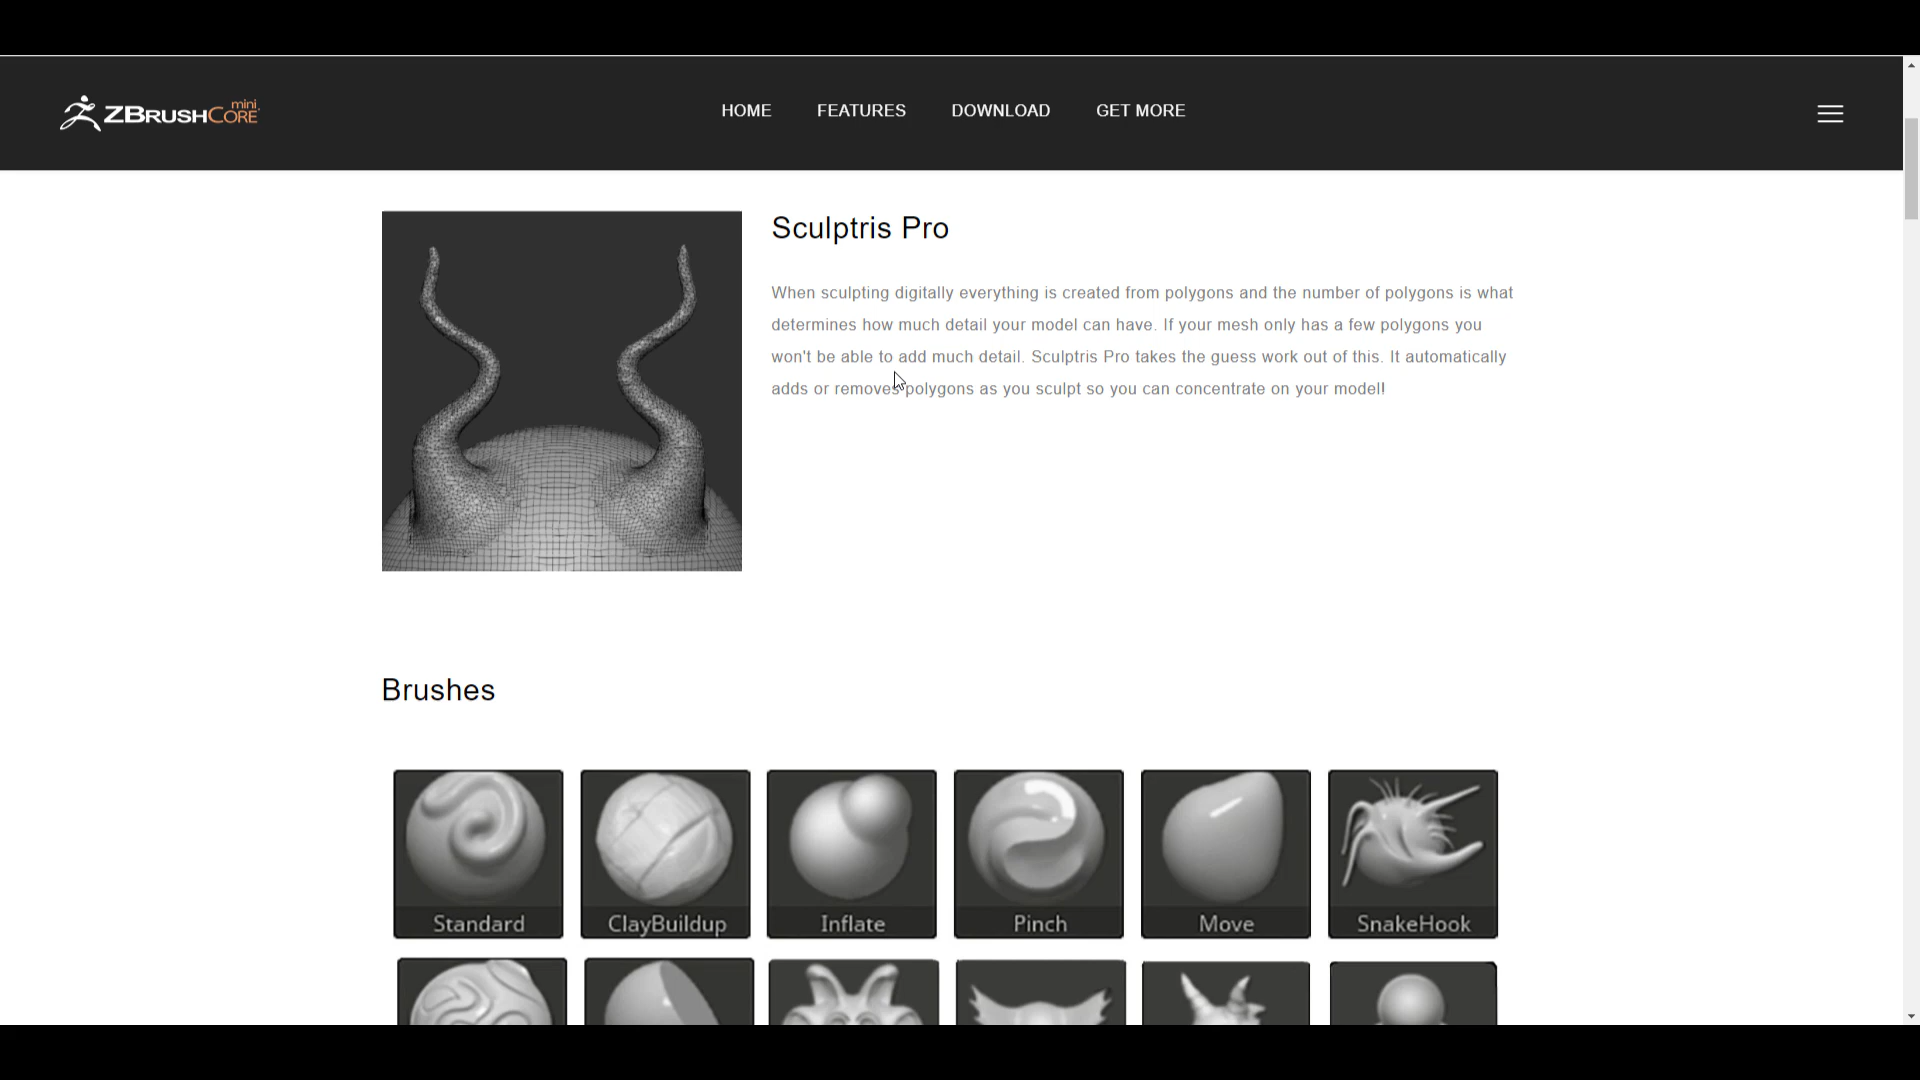 ZBRUSHCORE mini
HOME
FEATURES
DOWNLOAD
GET MORE
Sculptris Pro
When sculpting digitally everything is created from polygons and the number of polygons is what
determines how much detail your model can have. If your mesh only has a few polygons you
won't be able to add much detail. Sculptris Pro takes the guess work out of this. It automatically
adds or removes polygons as you sculpt so you can concentrate on your model!
Brushes
Standard
ClayBuildup
Inflate
Pinch
Move
SnakeHook